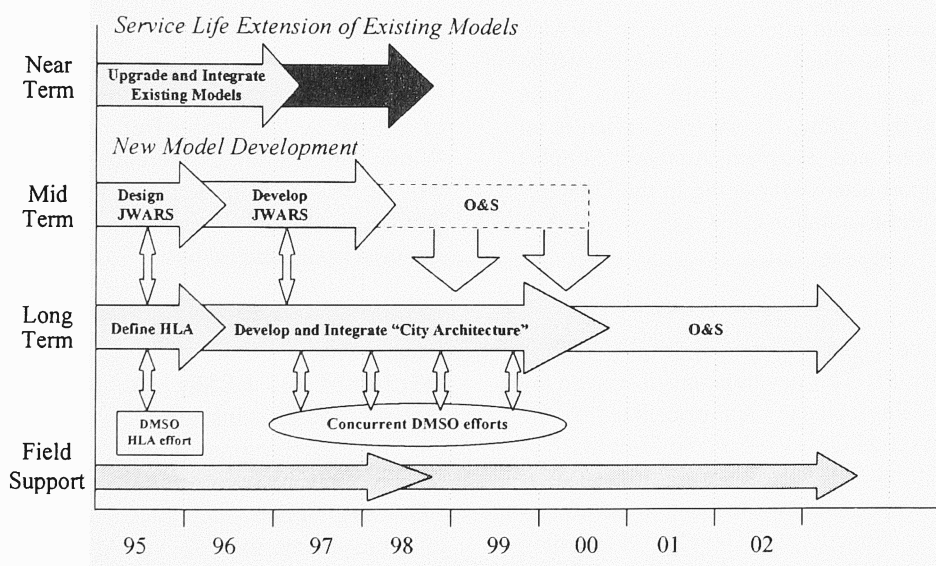 Service Life Extension of Existing Models
Near
Term
Upgrade and Integrate
Existing Models
New Model Development
Mid
Term
Design
JWARS
Develop
JWARS
O&S
Long
Term
Define HLA
Develop and Integrate “City Architecture”
O&S
DMSO
HLA effort
Concurrent DMSO efforts
Field
Support
95 96 97 98 99 00 01 02